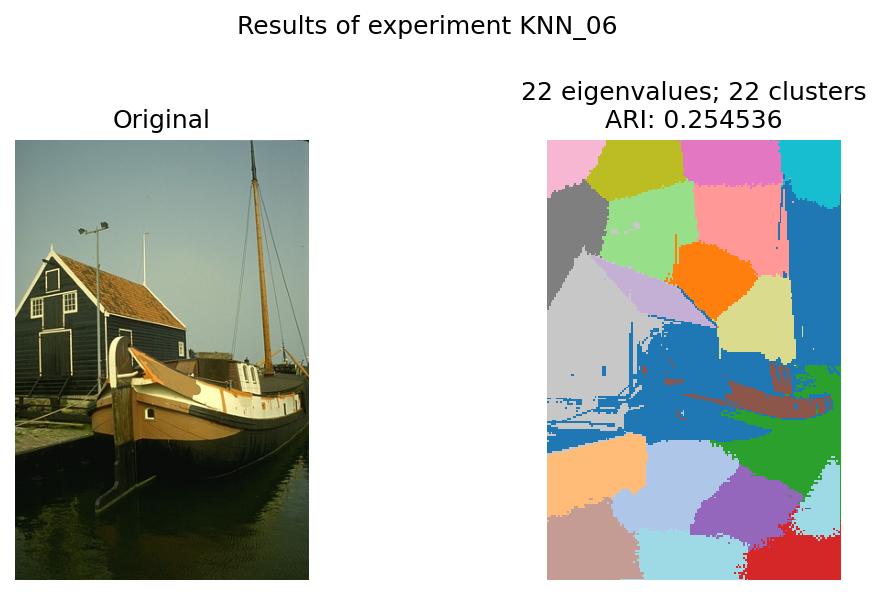 Results of experiment KNN_06
Original
22 eigenvalues; 22 clusters
ARI: 0.254536